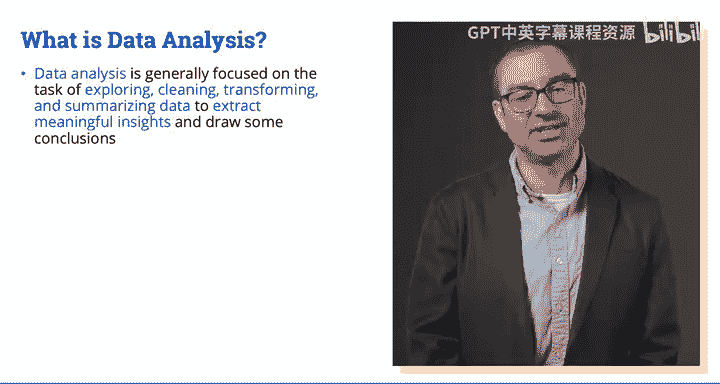 What is Data Analysis?
GPT中英字幕课程资源
• Data analysis is generally focused on the
task of exploring, cleaning, transforming,
and summarizing data to extract
meaningful insights and draw some
conclusions